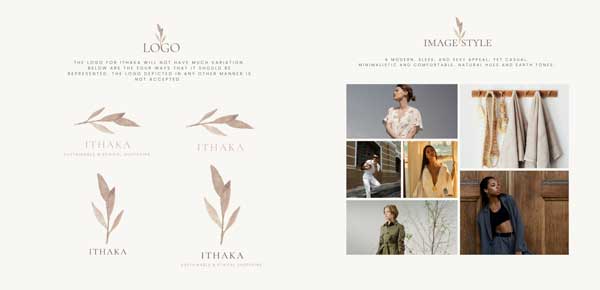 LOGO
THE LOGO FOR ITHAKA WILL NOT HAVE MUCH VARIATION.
BELOW ARE THE FOUR WAYS THAT IT SHOULD BE
REPRESENTED. THE LOGO DEPICTED IN ANY OTHER MANNER IS
NOT ACCEPTED.
ITHAKA
SUSTAINABLE & ETHICAL SHOPPING
ITHAKA
ITHAKA
ITHAKA
SUSTAINABLE & ETHICAL SHOPPING
IMAGE STYLE
A MODERN, SLEEK, AND SEXY APPEAL, YET CASUAL.
MINIMALISTIC AND COMFORTABLE, NATURAL HUES AND EARTH TONES.